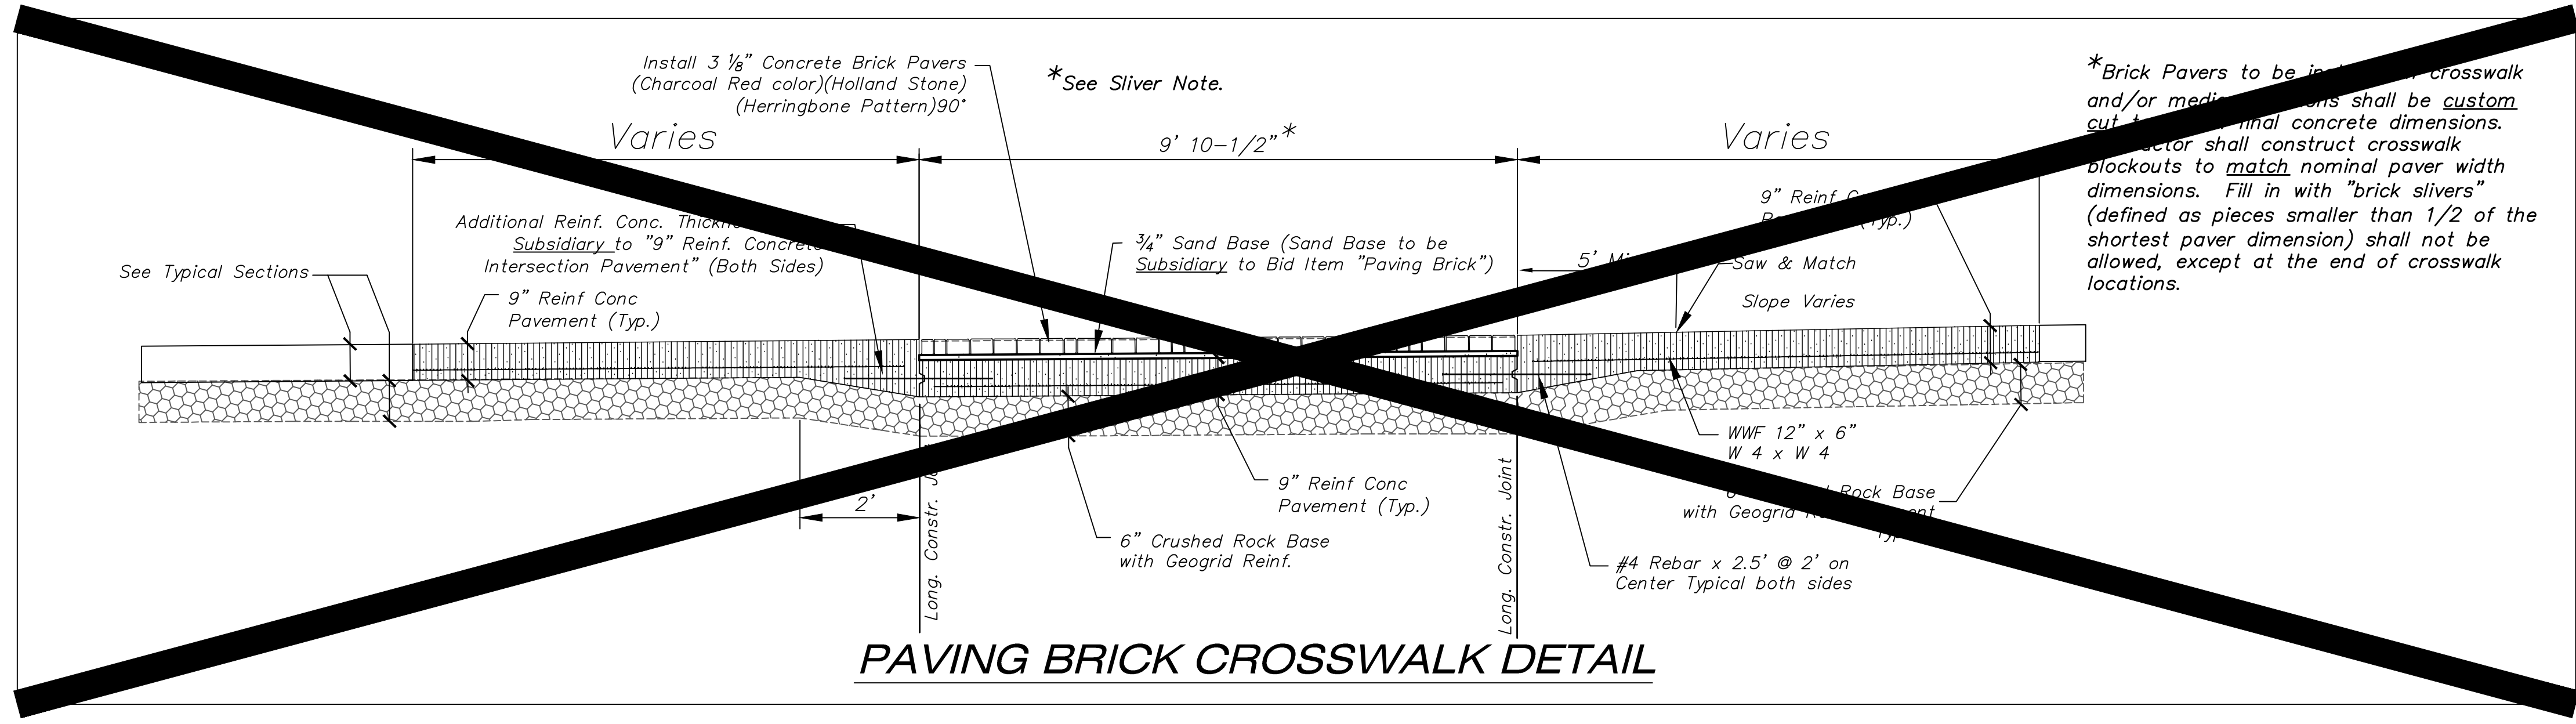 Install 3 ⅛" Concrete Brick Pavers
(Charcoal Red color)(Holland Stone)
(Herringbone Pattern)90°
*See Sliver Note.
Varies
9' 10-1/2"*
Varies
*Brick Pavers to be in crosswalk
and/or shall be custom
cut final concrete dimensions.
shall construct crosswalk
blockouts to match nominal paver width
dimensions. Fill in with "brick slivers"
(defined as pieces smaller than 1/2 of the
shortest paver dimension) shall not be
allowed, except at the end of crosswalk
locations.
Additional Reinf. Conc.
Subsidiary to "9" Reinf. Concrete
Intersection Pavement" (Both Sides)
See Typical Sections
9" Reinf Conc
Pavement (Typ.)
¾" Sand Base (Sand Base to be
Subsidiary to Bid Item "Paving Brick")
9" Reinf
(Typ.)
5'
Saw & Match
Slope Varies
2'
Long. Constr.
6" Crushed Rock Base
with Geogrid Reinf.
9" Reinf Conc
Pavement (Typ.)
Long. Constr. Joint
WWF 12" x 6"
W 4 x W 4
Rock Base
with Geogrid
#4 Rebar x 2.5' @ 2' on
Center Typical both sides
PAVING BRICK CROSSWALK DETAIL